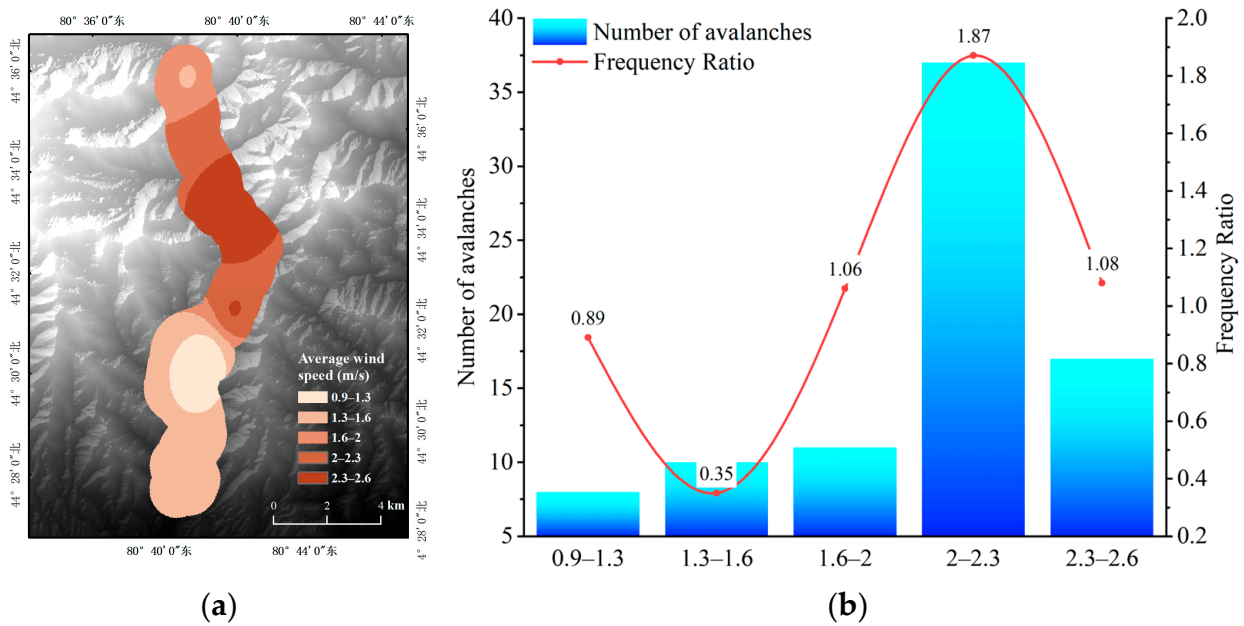 80° 36′ 0″东
80° 40′ 0″东
80° 44′ 0″东
44° 36′ 0″北
44° 34′ 0″北
44° 32′ 0″北
44° 30′ 0″北
44° 28′ 0″北
44° 36′ 0″北
44° 34′ 0″北
44° 32′ 0″北
44° 30′ 0″北
4° 28′ 0″北
Average wind
speed (m/s)
0.9–1.3
1.3–1.6
1.6–2
2–2.3
2.3–2.6
0 2 4 km
80° 40′ 0″东
80° 44′ 0″东
(a)
Number of avalanches
40
35
30
25
20
15
10
5
Number of avalanches
Frequency Ratio
0.89
0.35
1.06
1.87
1.08
0.9–1.3
1.3–1.6
1.6–2
2–2.3
2.3–2.6
2.0
1.8
1.6
1.4
1.2
1.0
0.8
0.6
0.4
0.2
Frequency Ratio
(b)